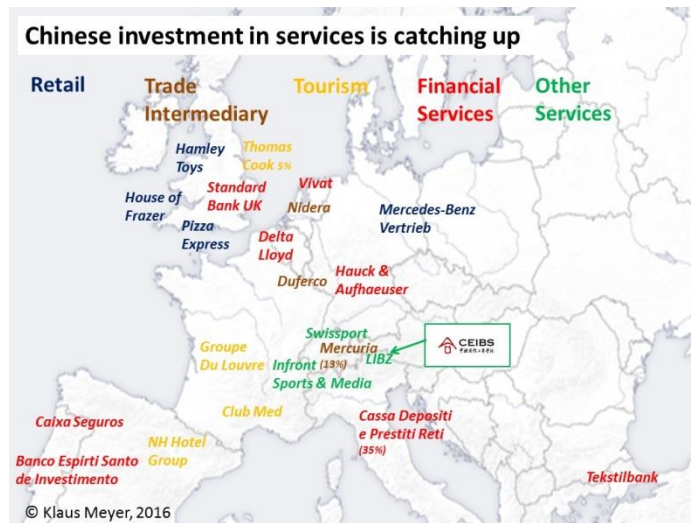 Chinese investment in services is catching up
Retail
Trade
Intermediary
Tourism
Financial
Services
Other
Services
Hamley
Toys
Thomas
Cook 5%
House of
Frazer
Standard
Bank UK
Pizza
Express
Vivat
Nidera
Mercedes-Benz
Vertrieb
Delta
Lloyd
Duferco
Hauck &
Aufhaeuser
Swissport
Mercuria
(13%)
LIBZ
Infront
Sports & Media
CEIBS
Groupe
Du Louvre
Club Med
Caixa Seguros
NH Hotel
Group
Banco Espirti Santo
de Investimento
Cassa Depositi
e Prestiti Reti
(35%)
Tekstilbank
© Klaus Meyer, 2016